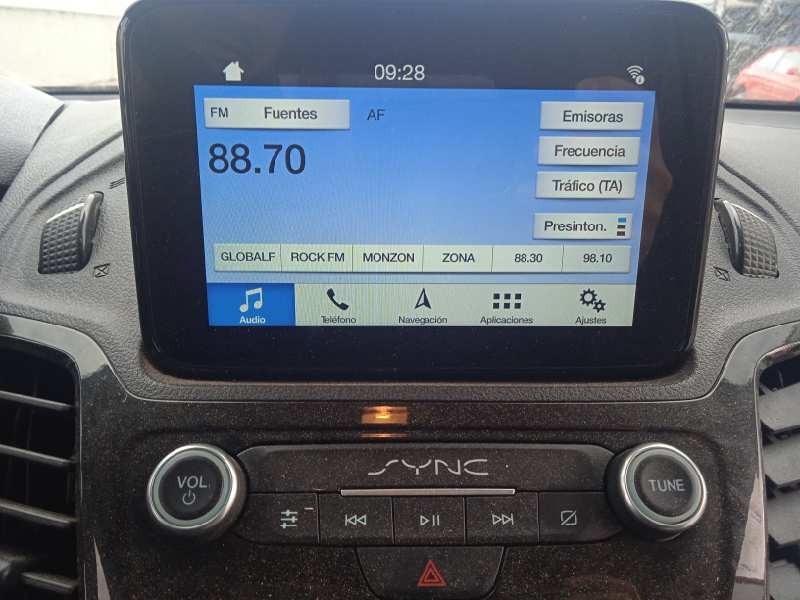 09:28
FM Fuentes AF Emisoras
88.70
Frecuencia
Tráfico (TA)
Presinton.
GLOBALF ROCK FM MONZON ZONA 88.30 98.10
Audio Teléfono Navegación Aplicaciones Ajustes
SYNC
VOL
TUNE